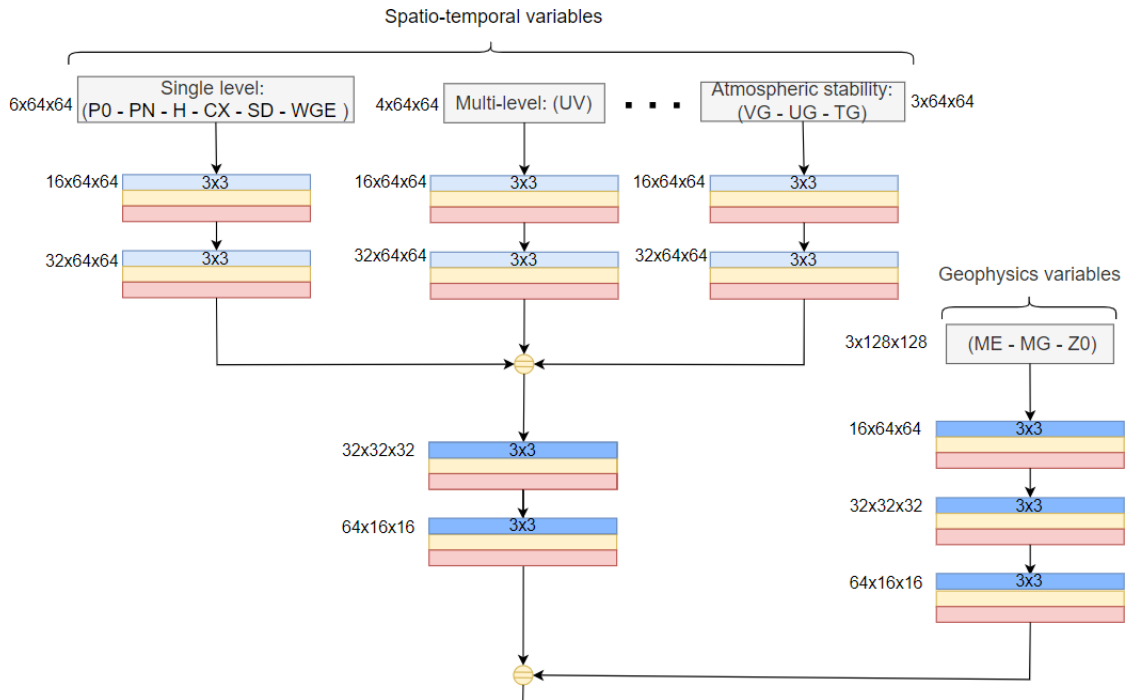 Spatio-temporal variables
6x64x64
Single level:
(P0 - PN - H - CX - SD - WGE )
4x64x64
Multi-level: (UV)
Atmospheric stability:
(VG - UG - TG)
3x64x64
16x64x64
3x3
16x64x64
3x3
16x64x64
3x3
32x64x64
3x3
32x64x64
3x3
32x64x64
3x3
Geophysics variables
3x128x128
(ME - MG - Z0)
16x64x64
3x3
32x32x32
3x3
32x32x32
3x3
64x16x16
3x3
64x16x16
3x3